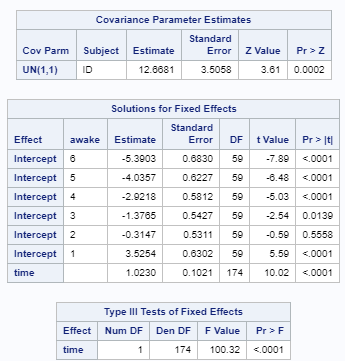 Covariance Parameter Estimates
Cov Parm Subject Estimate Standard Error Z Value Pr > Z
UN(1,1) ID 12.6681 3.5058 3.61 0.0002
Solutions for Fixed Effects
Effect awake Estimate Standard Error DF t Value Pr > |t|
Intercept 6 -5.3903 0.6830 59 -7.89 <.0001
Intercept 5 -4.0357 0.6227 59 -6.48 <.0001
Intercept 4 -2.9218 0.5812 59 -5.03 <.0001
Intercept 3 -1.3765 0.5427 59 -2.54 0.0139
Intercept 2 -0.3147 0.5311 59 -0.59 0.5558
Intercept 1 3.5254 0.6302 59 5.59 <.0001
time 1.0230 0.1021 174 10.02 <.0001
Type III Tests of Fixed Effects
Effect Num DF Den DF F Value Pr > F
time 1 174 100.32 <.0001